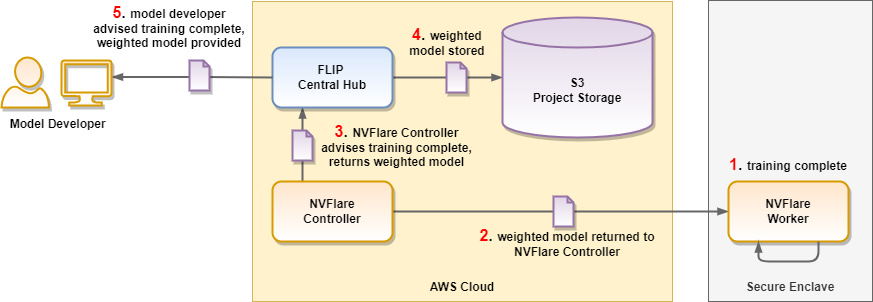 5. model developer
advised training complete,
weighted model provided
Model Developer
FLIP
Central Hub
4. weighted
model stored
S3
Project Storage
3. NVFlare Controller
advises training complete,
returns weighted model
NVFlare
Controller
2. weighted model returned to
NVFlare Controller
AWS Cloud
1. training complete
NVFlare
Worker
Secure Enclave